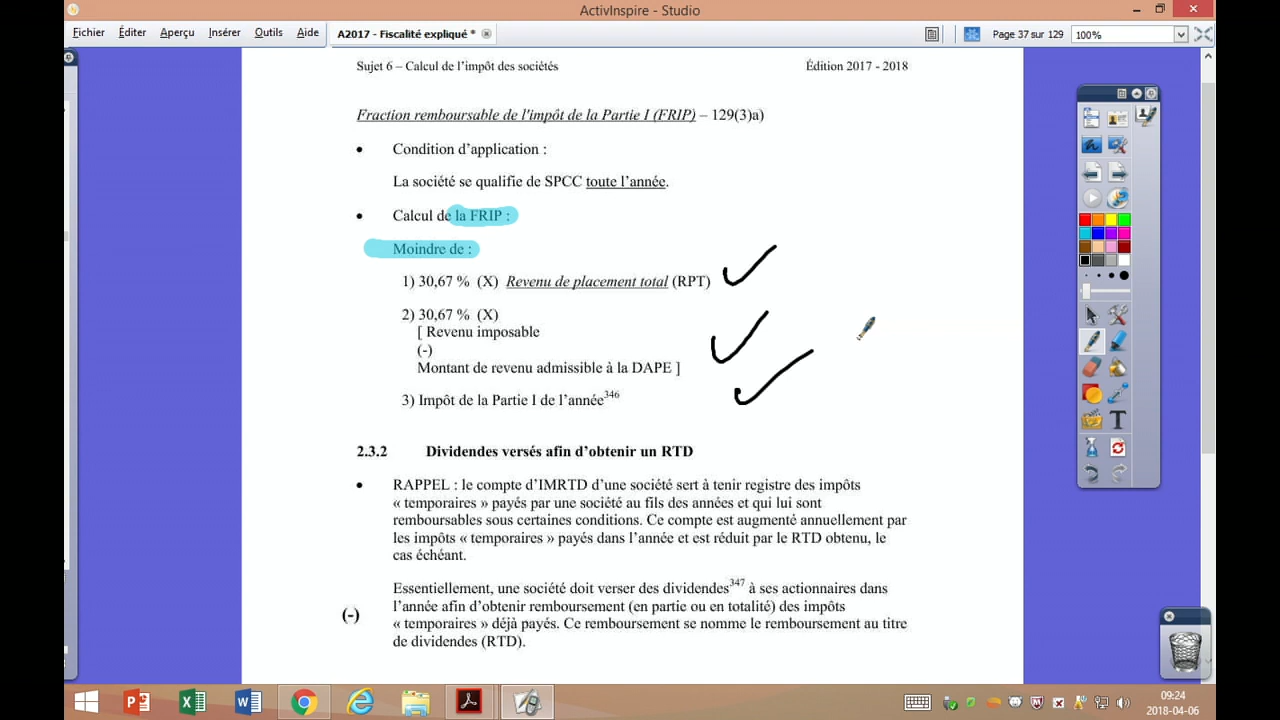 ActivInspire - Studio
Fichier Éditer Aperçu Insérer Outils Aide
A2017 - Fiscalité expliqué *
Page 37 sur 129
100%
Sujet 6 – Calcul de l'impôt des sociétés
Édition 2017 - 2018
Fraction remboursable de l'impôt de la Partie I (FRIP) – 129(3)a)
• Condition d'application :
La société se qualifie de SPCC toute l'année.
• Calcul de la FRIP :
Moindre de :
1) 30,67 % (X) Revenu de placement total (RPT)
2) 30,67 % (X)
[ Revenu imposable
(-)
Montant de revenu admissible à la DAPE ]
3) Impôt de la Partie I de l'année346
2.3.2 Dividendes versés afin d'obtenir un RTD
• RAPPEL : le compte d'IMRTD d'une société sert à tenir registre des impôts
« temporaires » payés par une société au fils des années et qui lui sont
remboursables sous certaines conditions. Ce compte est augmenté annuellement par
les impôts « temporaires » payés dans l'année et est réduit par le RTD obtenu, le
cas échéant.
Essentiellement, une société doit verser des dividendes347 à ses actionnaires dans
l'année afin d'obtenir remboursement (en partie ou en totalité) des impôts
(-)
« temporaires » déjà payés. Ce remboursement se nomme le remboursement au titre
de dividendes (RTD).
09:24
2018-04-06